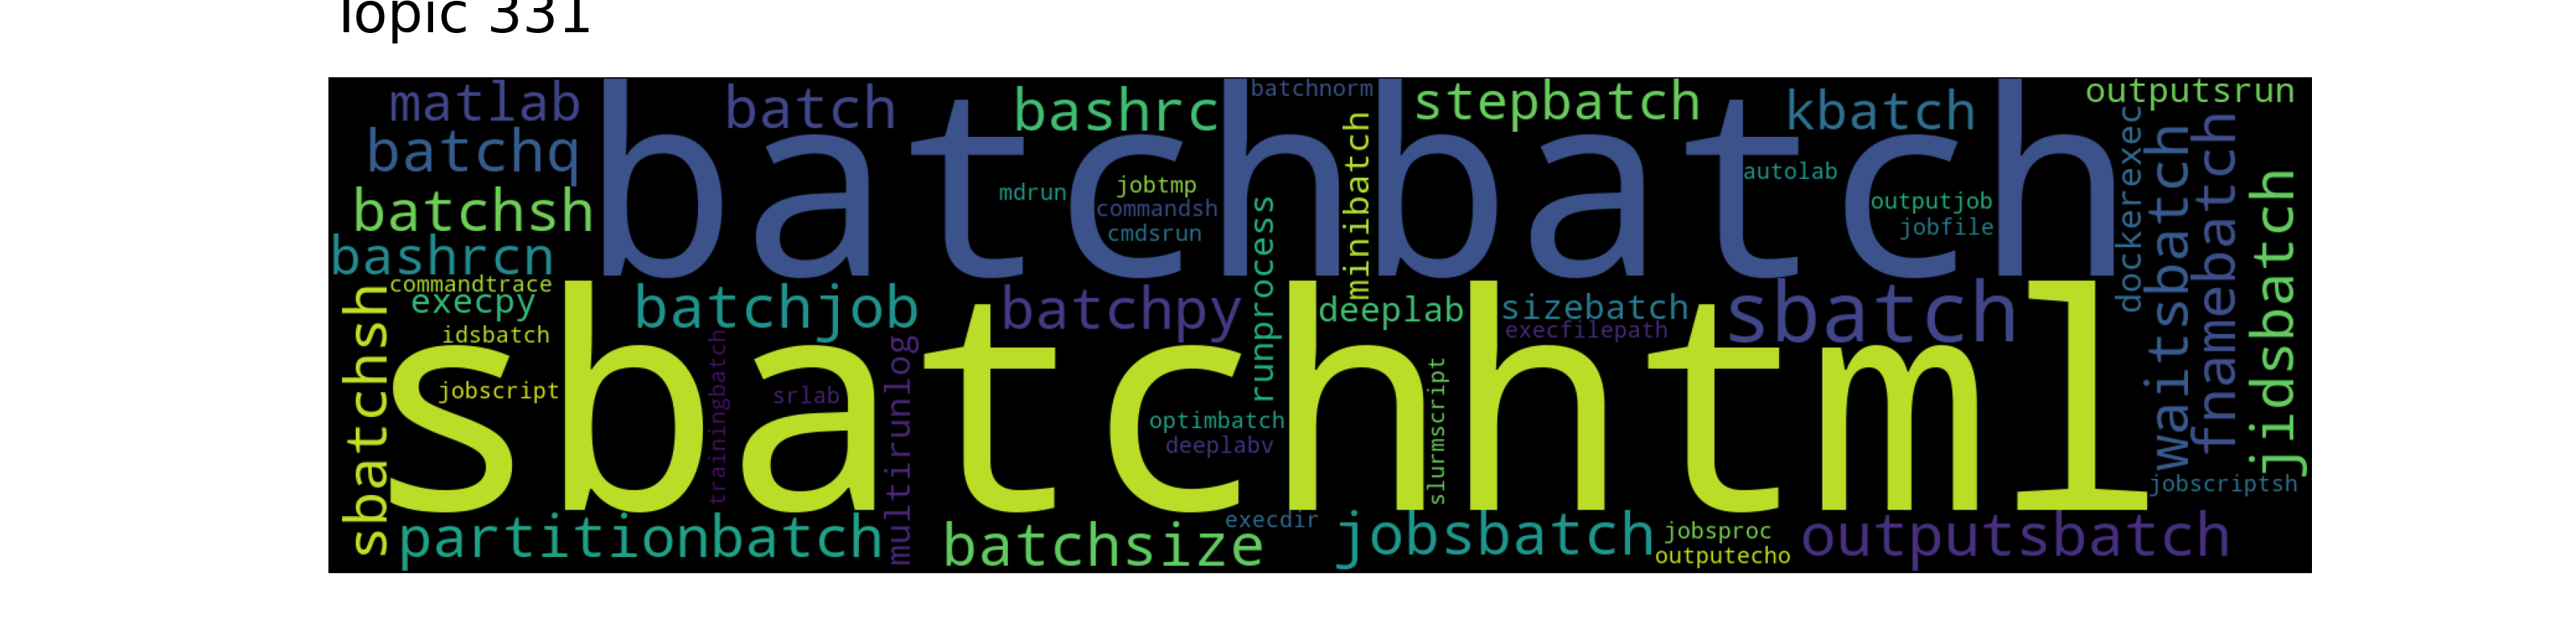 Topic 331
matlab
batch
bashrc
batchnorm
stepbatch
kbatch
outputsrun
batchq
batchbatch
minibatch
dockerexec
waitsbatch
fnamebatch
jidsbatch
autolab
mdrun
jobtmp
commandsh
cmdsrun
outputjob
jobfile
batchsh
bashrcn
runprocess
commandtrace
execpy
idsbatch
batchjob
batchpy
deeplab
sizebatch
execfilepath
sbatch
sbatchsh
sbatchhtml
jobscript
trainingbatch
srlab
multirunlog
optimbatch
deeplabv
slurmscript
jobscriptsh
partitionbatch
batchsize
execdir
jobsbatch
jobsproc
outputecho
outputsbatch